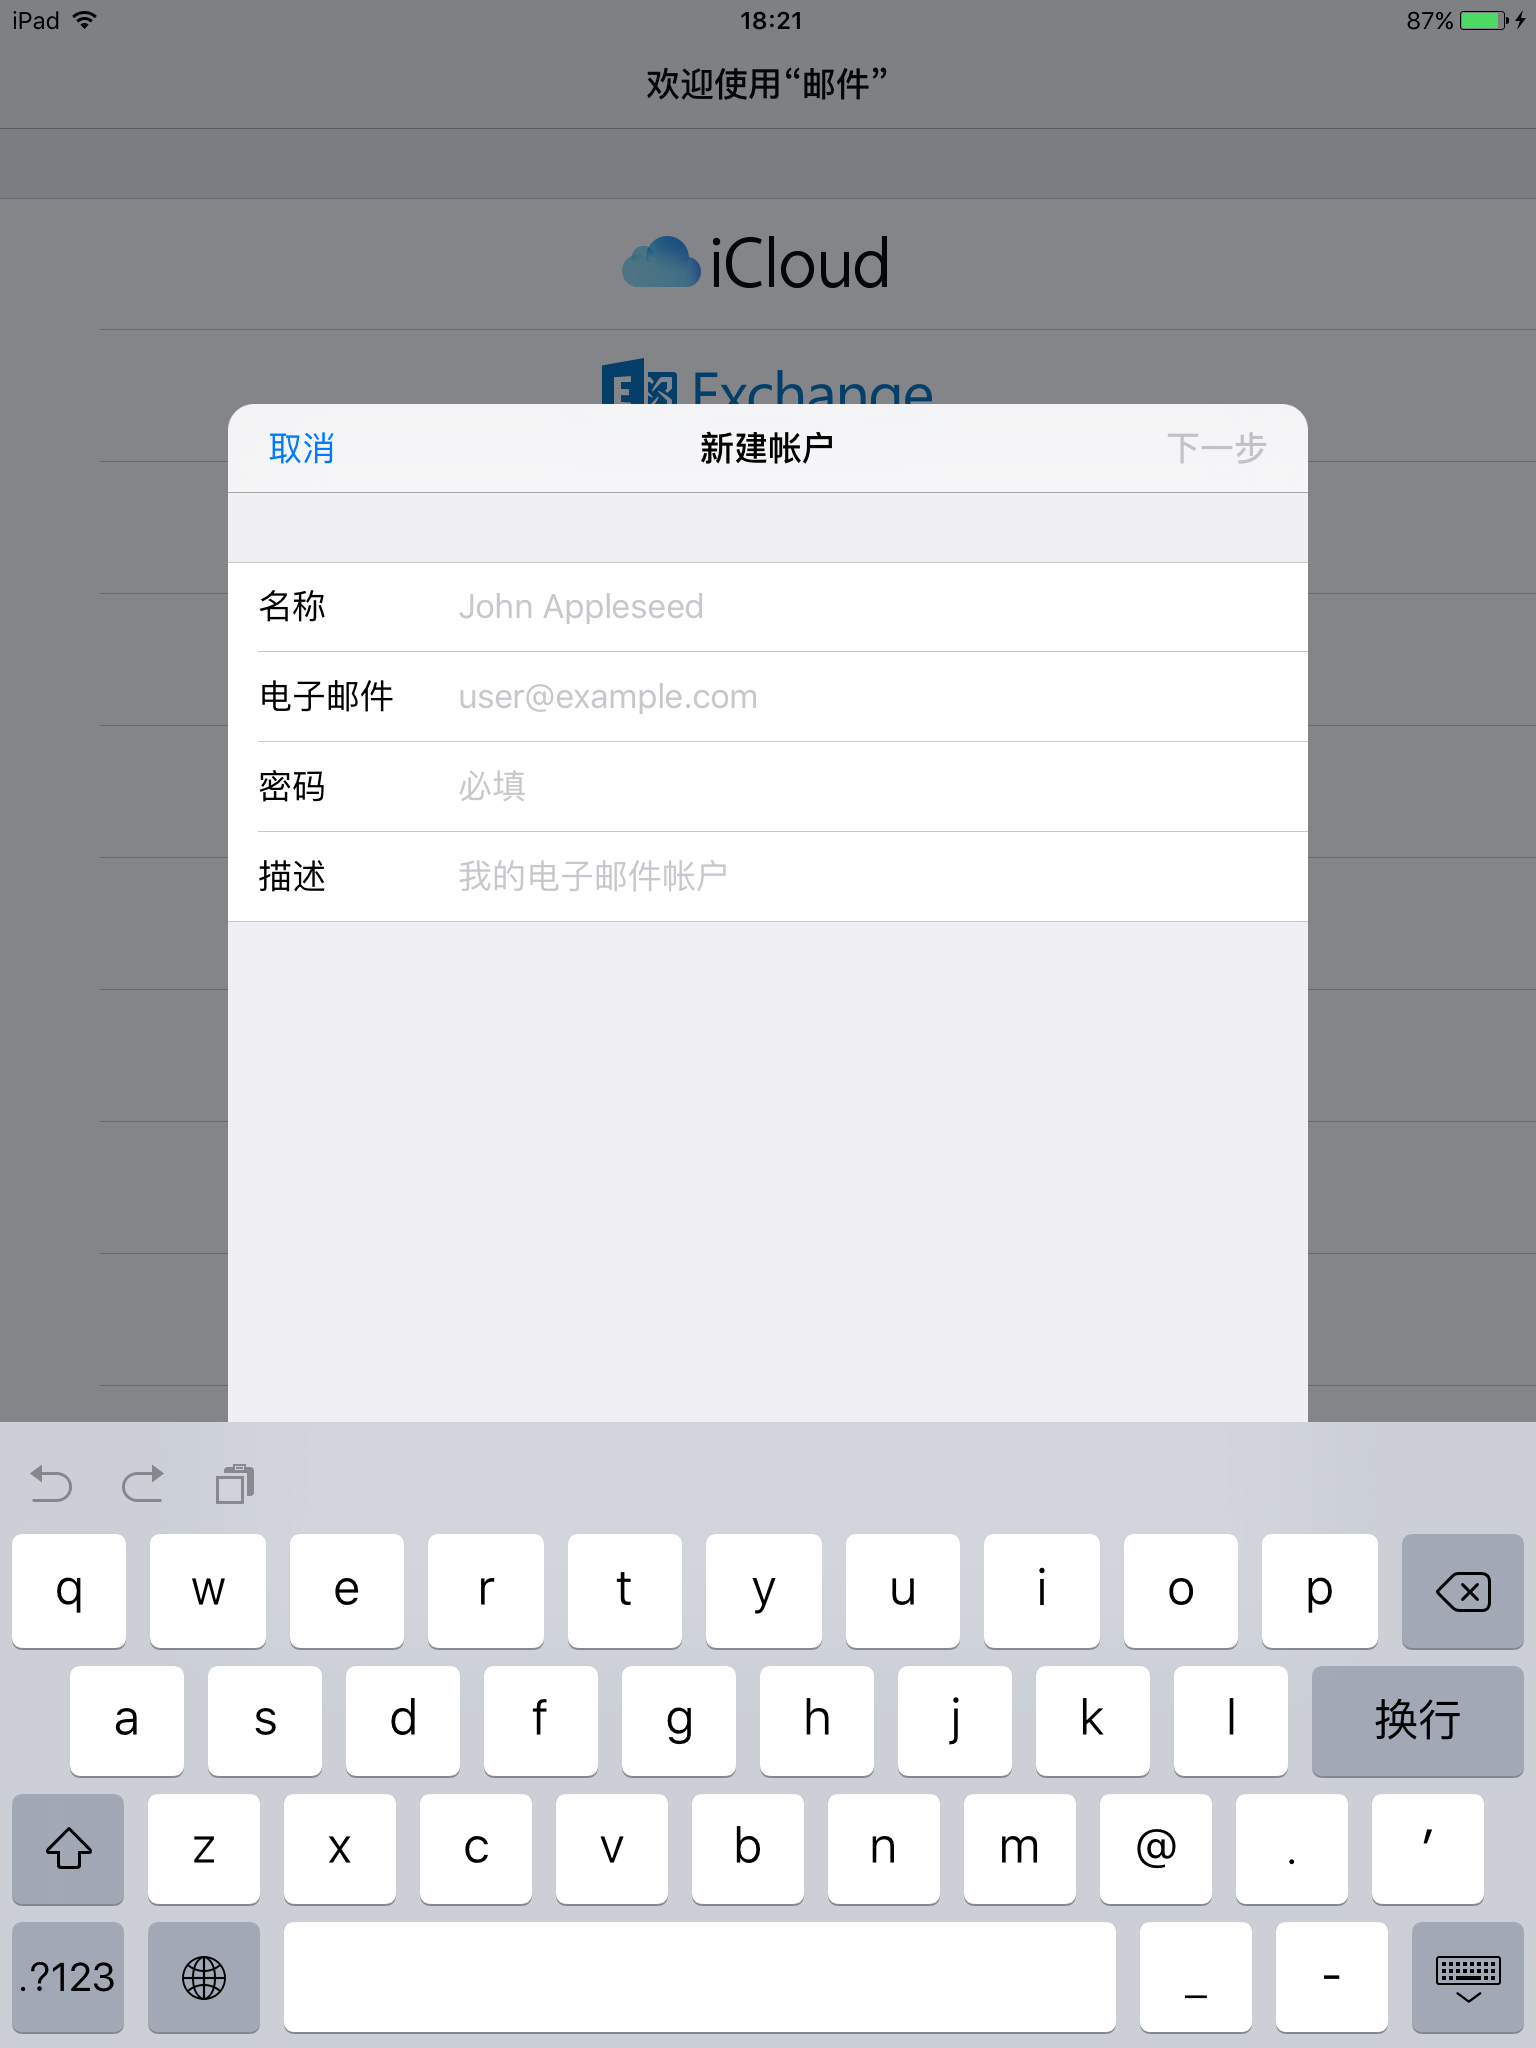 iPad 18:21 87%
欢迎使用“邮件”
iCloud
Exchange
取消 新建帐户 下一步
名称 John Appleseed
电子邮件 user@example.com
密码 必填
描述 我的电子邮件帐户
q w e r t y u i o p
a s d f g h j k l 换行
z x c v b n m @ . ′
.?123 _ -